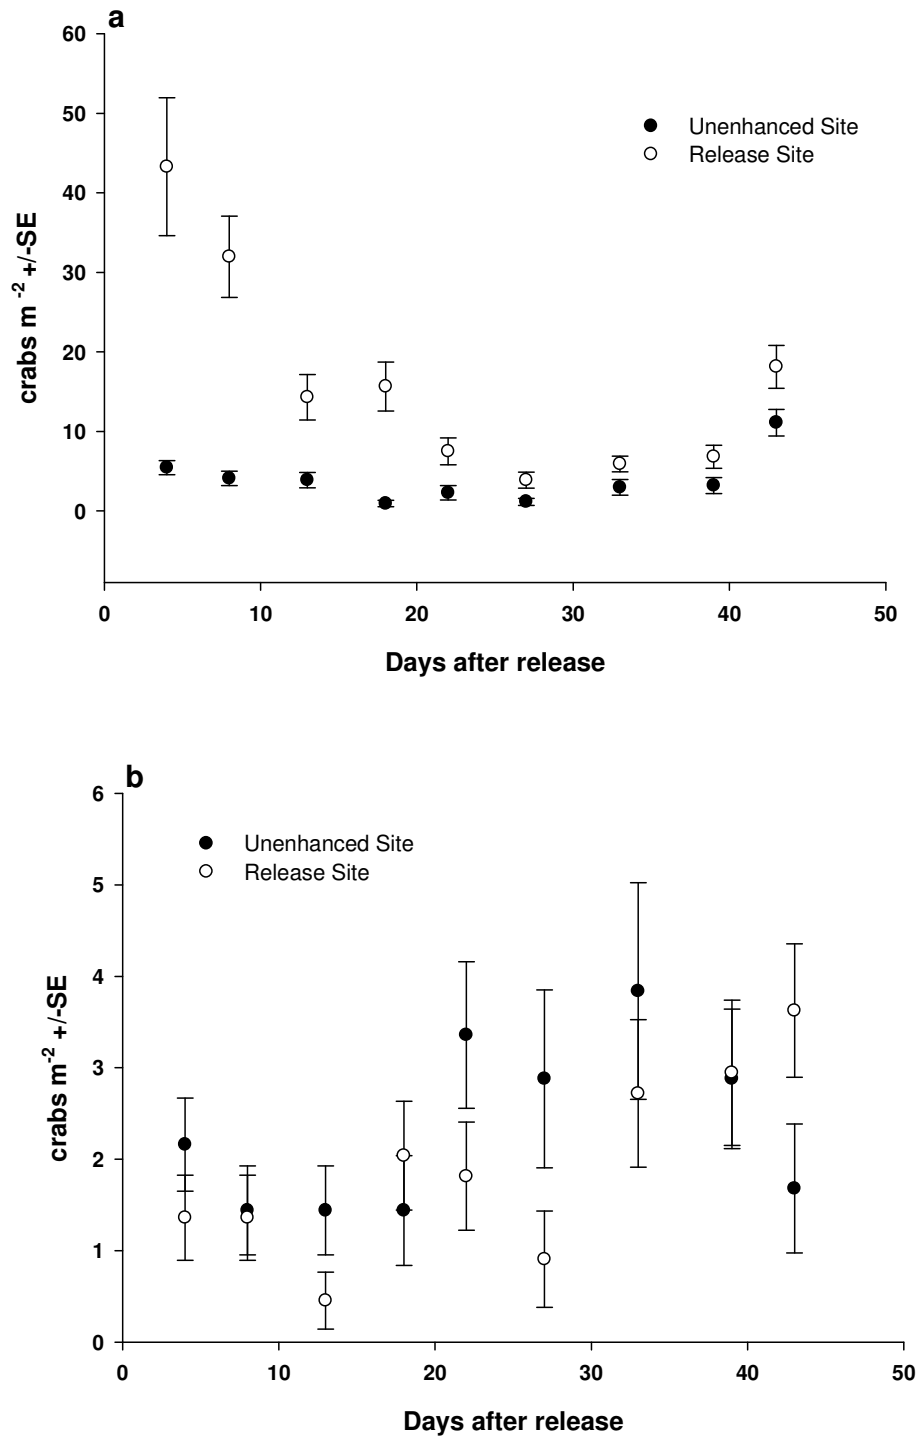 a
60
50
40
30
20
10
0
crabs m -2 +/-SE
Unenhanced Site
Release Site
0 10 20 30 40 50
Days after release
b
6
5
4
3
2
1
0
crabs m-2 +/-SE
Unenhanced Site
Release Site
0 10 20 30 40 50
Days after release